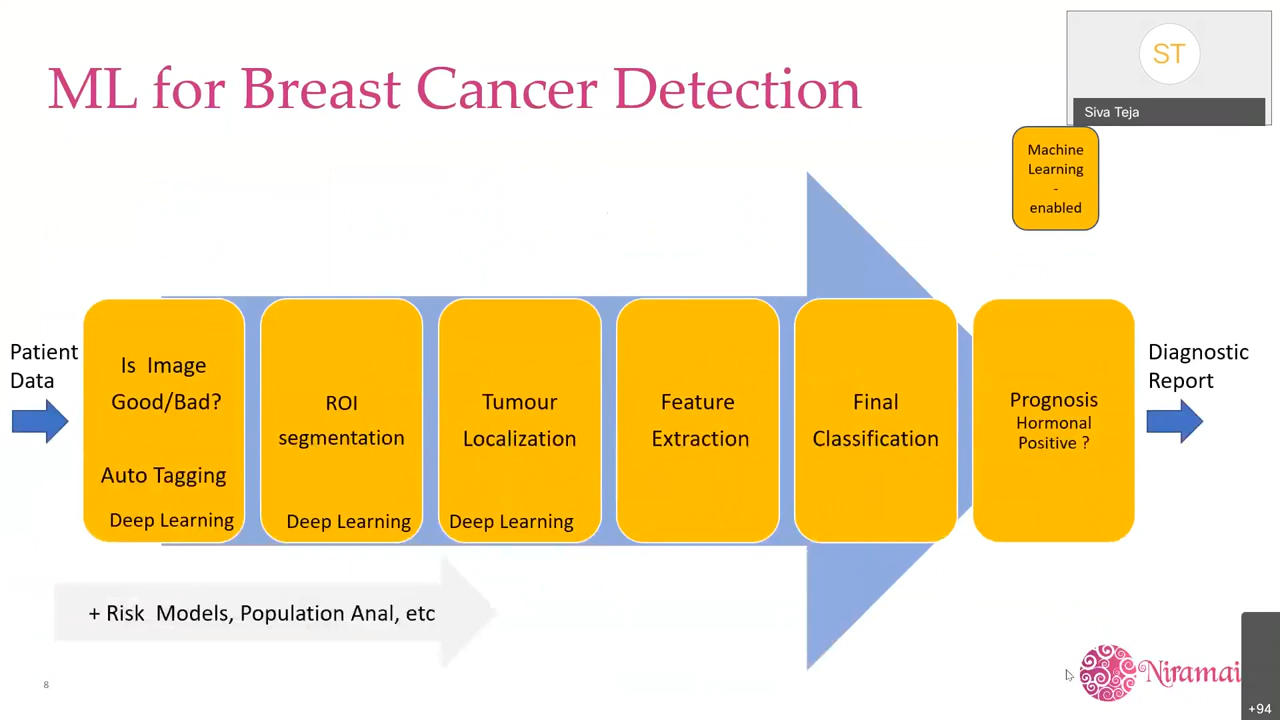 ML for Breast Cancer Detection
ST
Siva Teja
Machine
Learning
-
enabled
Patient
Data
Is Image
Good/Bad?
Auto Tagging
Deep Learning
ROI
segmentation
Deep Learning
Tumour
Localization
Deep Learning
Feature
Extraction
Final
Classification
Prognosis
Hormonal
Positive ?
Diagnostic
Report
+ Risk Models, Population Anal, etc
8
Niramai
+94